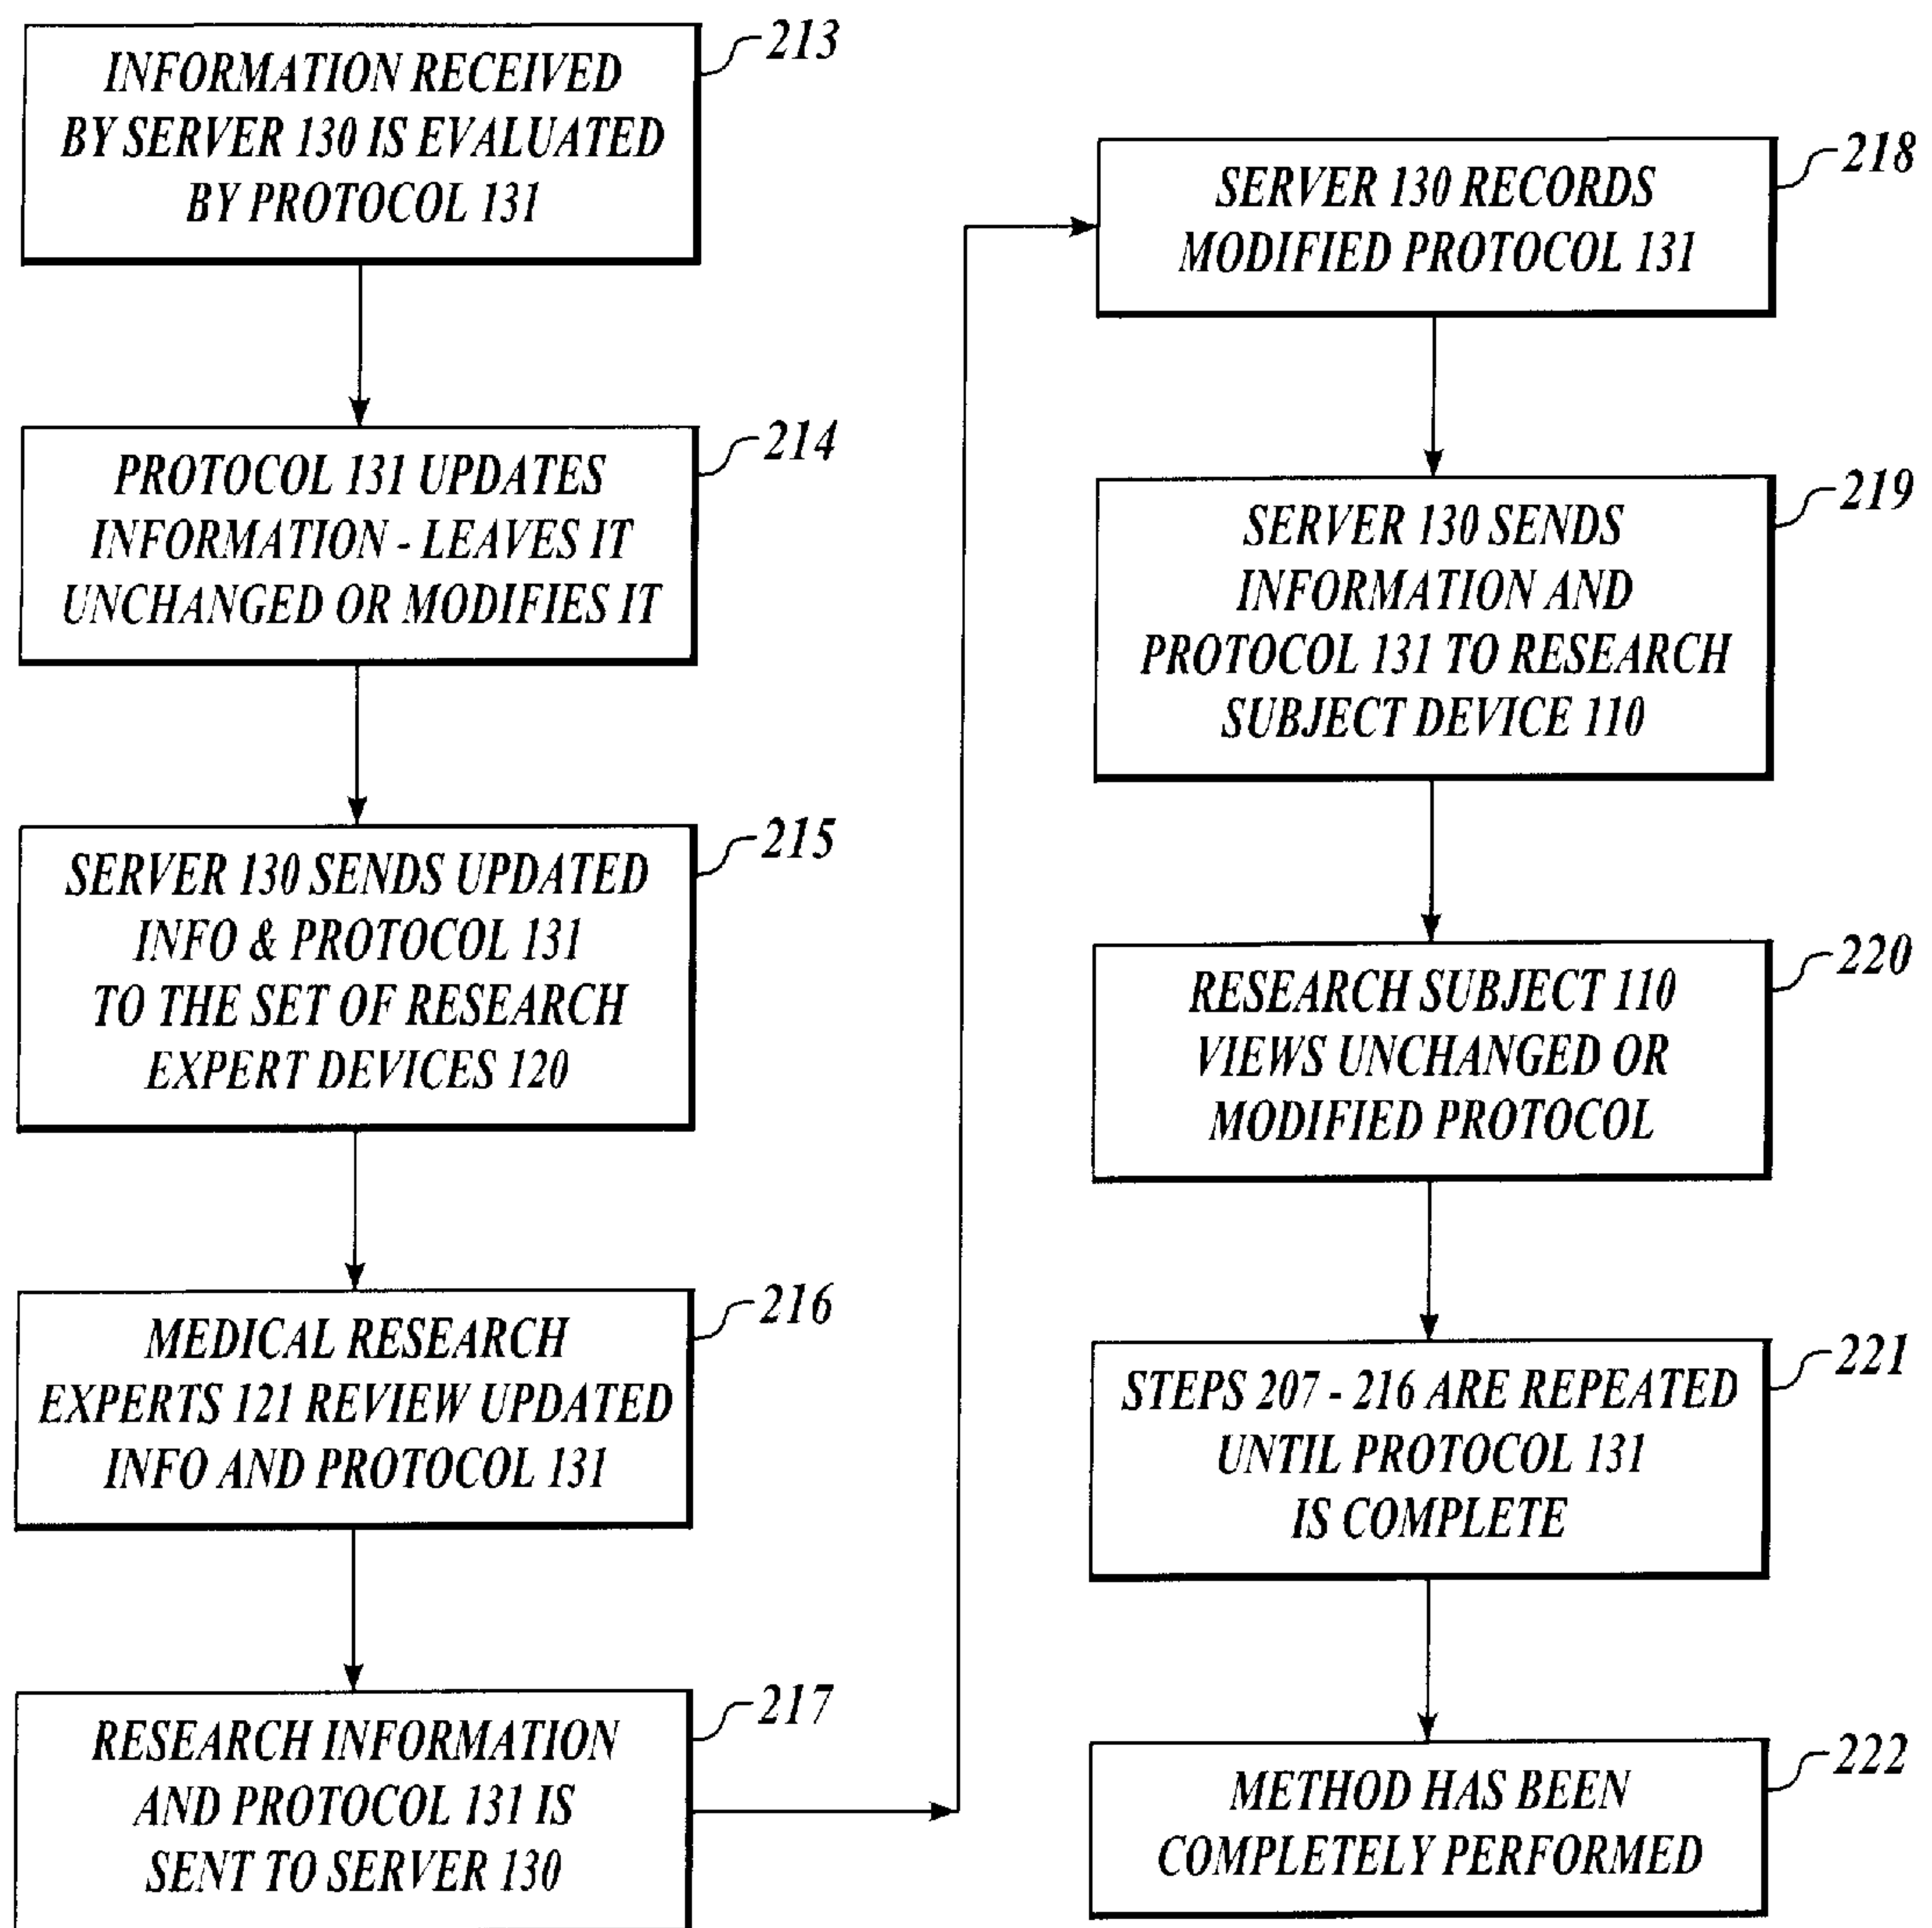 213
INFORMATION RECEIVED
BY SERVER 130 IS EVALUATED
BY PROTOCOL 131
214
PROTOCOL 131 UPDATES
INFORMATION - LEAVES IT
UNCHANGED OR MODIFIES IT
215
SERVER 130 SENDS UPDATED
INFO & PROTOCOL 131
TO THE SET OF RESEARCH
EXPERT DEVICES 120
216
MEDICAL RESEARCH
EXPERTS 121 REVIEW UPDATED
INFO AND PROTOCOL 131
217
RESEARCH INFORMATION
AND PROTOCOL 131 IS
SENT TO SERVER 130
218
SERVER 130 RECORDS
MODIFIED PROTOCOL 131
219
SERVER 130 SENDS
INFORMATION AND
PROTOCOL 131 TO RESEARCH
SUBJECT DEVICE 110
220
RESEARCH SUBJECT 110
VIEWS UNCHANGED OR
MODIFIED PROTOCOL
221
STEPS 207 - 216 ARE REPEATED
UNTIL PROTOCOL 131
IS COMPLETE
222
METHOD HAS BEEN
COMPLETELY PERFORMED